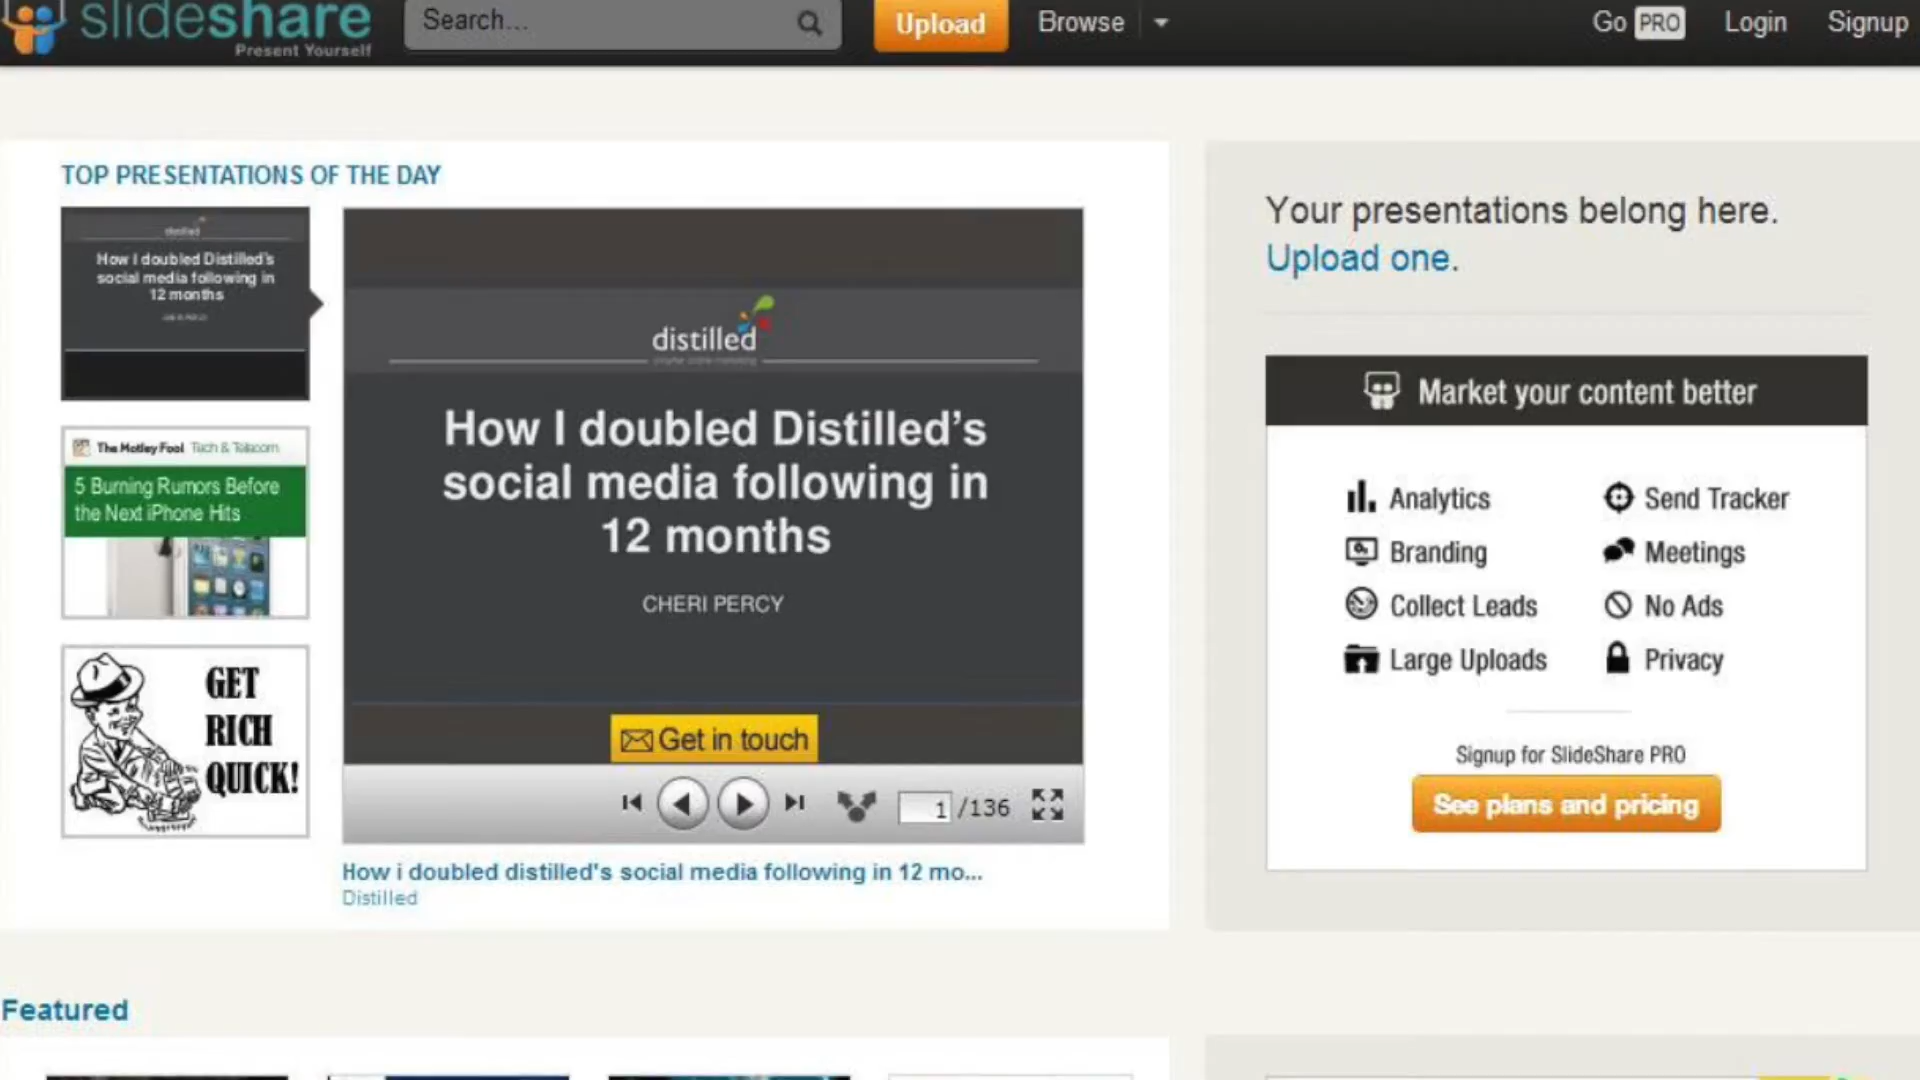 slideshare
Present Yourself
Search...
Upload
Browse
Go PRO
Login
Signup
TOP PRESENTATIONS OF THE DAY
distilled
How i doubled Distilled's
social media following in
12 months
The Motley Fool Tech & Telecom
5 Burning Rumors Before
the Next iPhone Hits
GET
RICH
QUICK!
distilled
How I doubled Distilled's
social media following in
12 months
CHERI PERCY
Get in touch
1 /136
How i doubled distilled's social media following in 12 mo...
Distilled
Your presentations belong here.
Upload one.
Market your content better
Analytics
Send Tracker
Branding
Meetings
Collect Leads
No Ads
Large Uploads
Privacy
Signup for SlideShare PRO
See plans and pricing
Featured